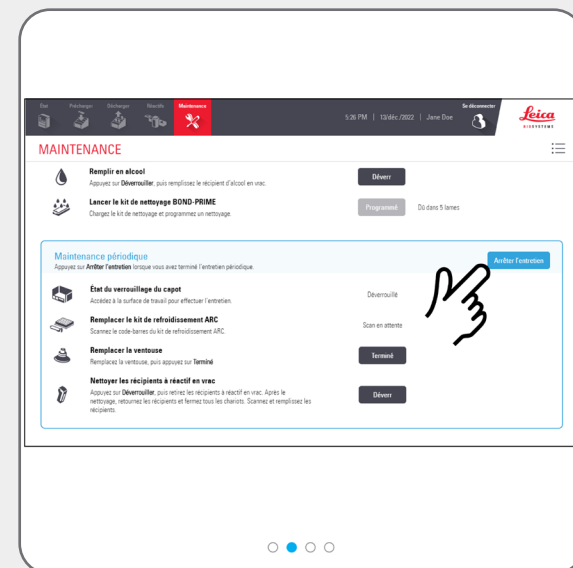 État Précharger Décharger Réactifs Maintenance Se déconnecter
5:26 PM | 13/déc./2022 | Jane Doe
Leica
BIOSYSTEMS
MAINTENANCE
Remplir en alcool
Appuyez sur Déverrouiller, puis remplissez le récipient d'alcool en vrac.
Déverr
Lancer le kit de nettoyage BOND-PRIME
Chargez le kit de nettoyage et programmez un nettoyage.
Programmé Dû dans 5 lames
Maintenance périodique
Appuyez sur Arrêter l'entretien lorsque vous avez terminé l'entretien périodique.
Arrêter l'entretien
État du verrouillage du capot
Accédez à la surface de travail pour effectuer l'entretien.
Déverrouillé
Remplacer le kit de refroidissement ARC
Scannez le code-barres du kit de refroidissement ARC.
Scan en attente
Remplacer la ventouse
Remplacez la ventouse, puis appuyez sur Terminé
Terminé
Nettoyer les récipients à réactif en vrac
Appuyez sur Déverrouiller, puis retirez les récipients à réactif en vrac. Après le
nettoyage, retournez les récipients et fermez tous les chariots. Scannez et remplissez les
récipients.
Déverr